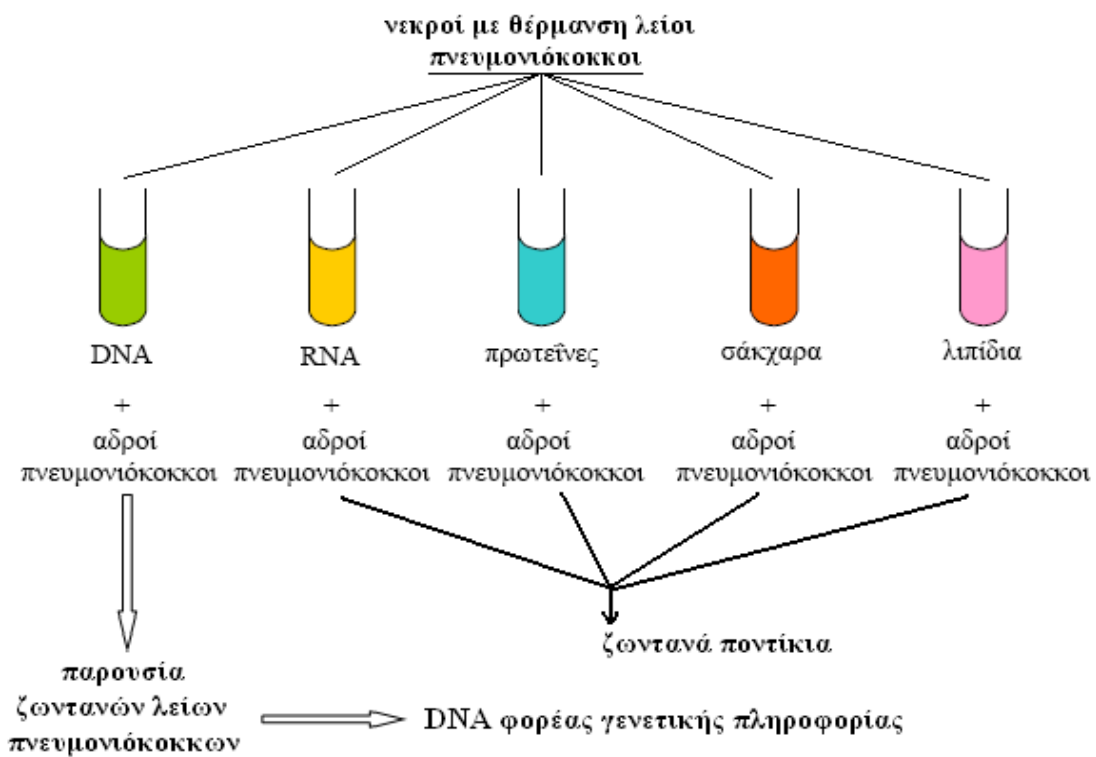 νεκροί με θέρμανση λείοι
πνευμονιόκοκκοι
DNA RNA πρωτεΐνες σάκχαρα λιπίδια
+ + + + +
αδροί αδροί αδροί αδροί αδροί
πνευμονιόκοκκοι πνευμονιόκοκκοι πνευμονιόκοκκοι πνευμονιόκοκκοι πνευμονιόκοκκοι
ζωντανά ποντίκια
παρουσία
ζωντανών λείων
πνευμονιόκοκκων
DNA φορέας γενετικής πληροφορίας